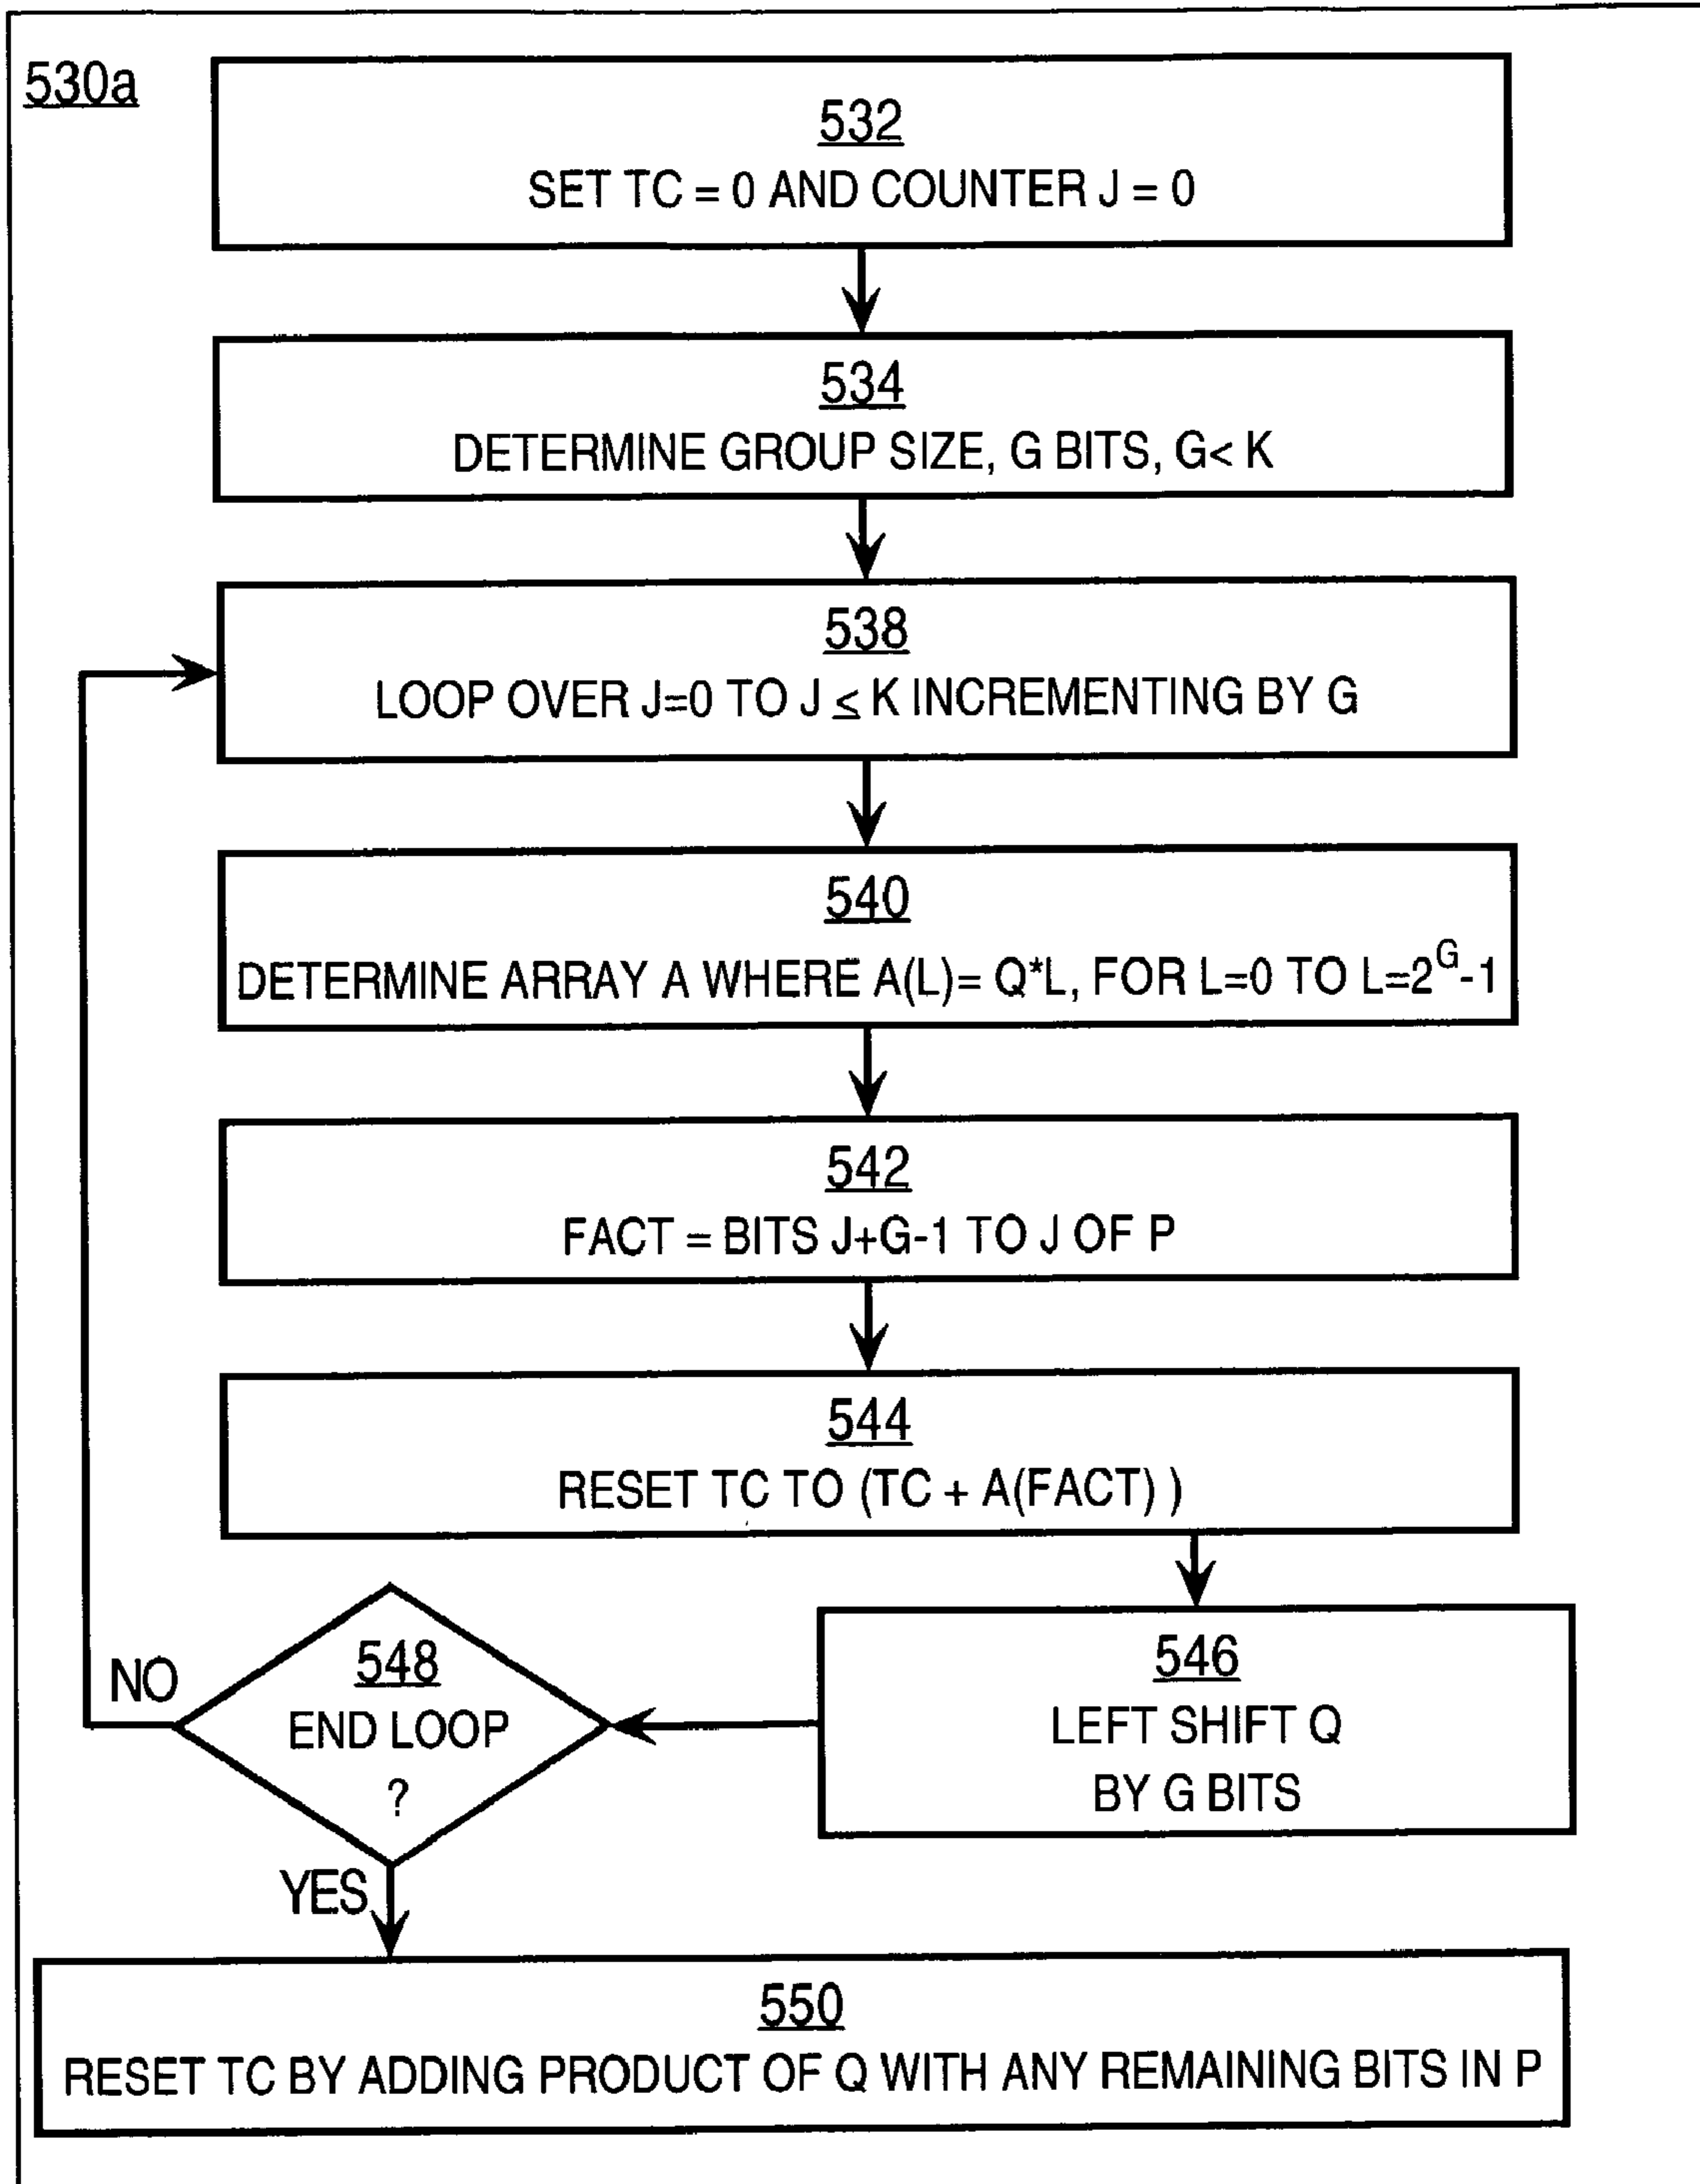 530a
532
SET TC = 0 AND COUNTER J = 0
534
DETERMINE GROUP SIZE, G BITS, G< K
538
LOOP OVER J=0 TO J ≤ K INCREMENTING BY G
540
DETERMINE ARRAY A WHERE A(L)= Q*L, FOR L=0 TO L=2^G-1
542
FACT = BITS J+G-1 TO J OF P
544
RESET TC TO (TC + A(FACT) )
546
LEFT SHIFT Q
BY G BITS
548
END LOOP
?
NO
YES
550
RESET TC BY ADDING PRODUCT OF Q WITH ANY REMAINING BITS IN P